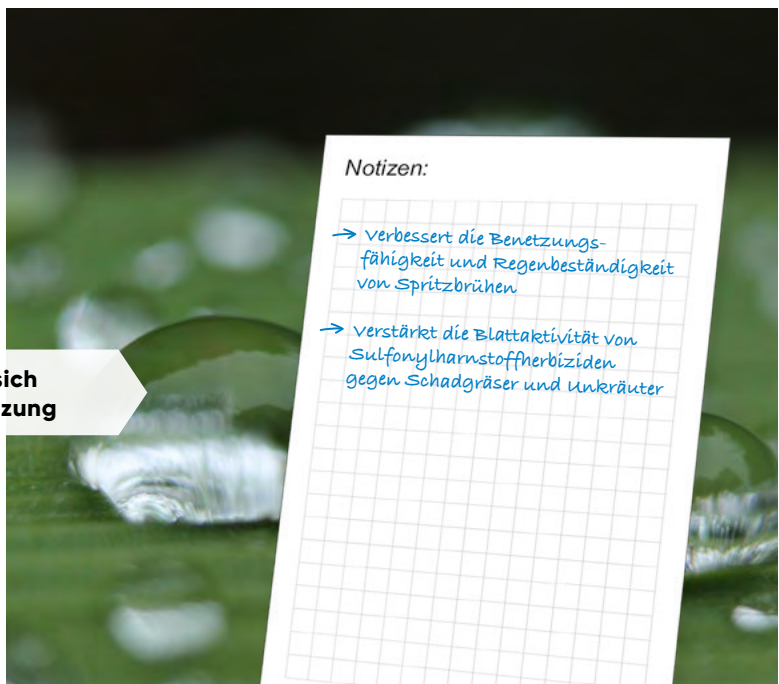 Notizen:
→ Verbessert die Benetzungs-
fähigkeit und Regenbeständigkeit
von Spritzbrühen
→ Verstärkt die Blattaktivität von
Sulfonylharnstoffherbiziden
gegen Schadgräser und Unkräuter
sich
zung